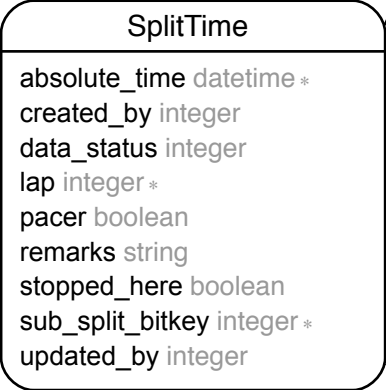 SplitTime
absolute_time datetime *
created_by integer
data_status integer
lap integer *
pacer boolean
remarks string
stopped_here boolean
sub_split_bitkey integer *
updated_by integer